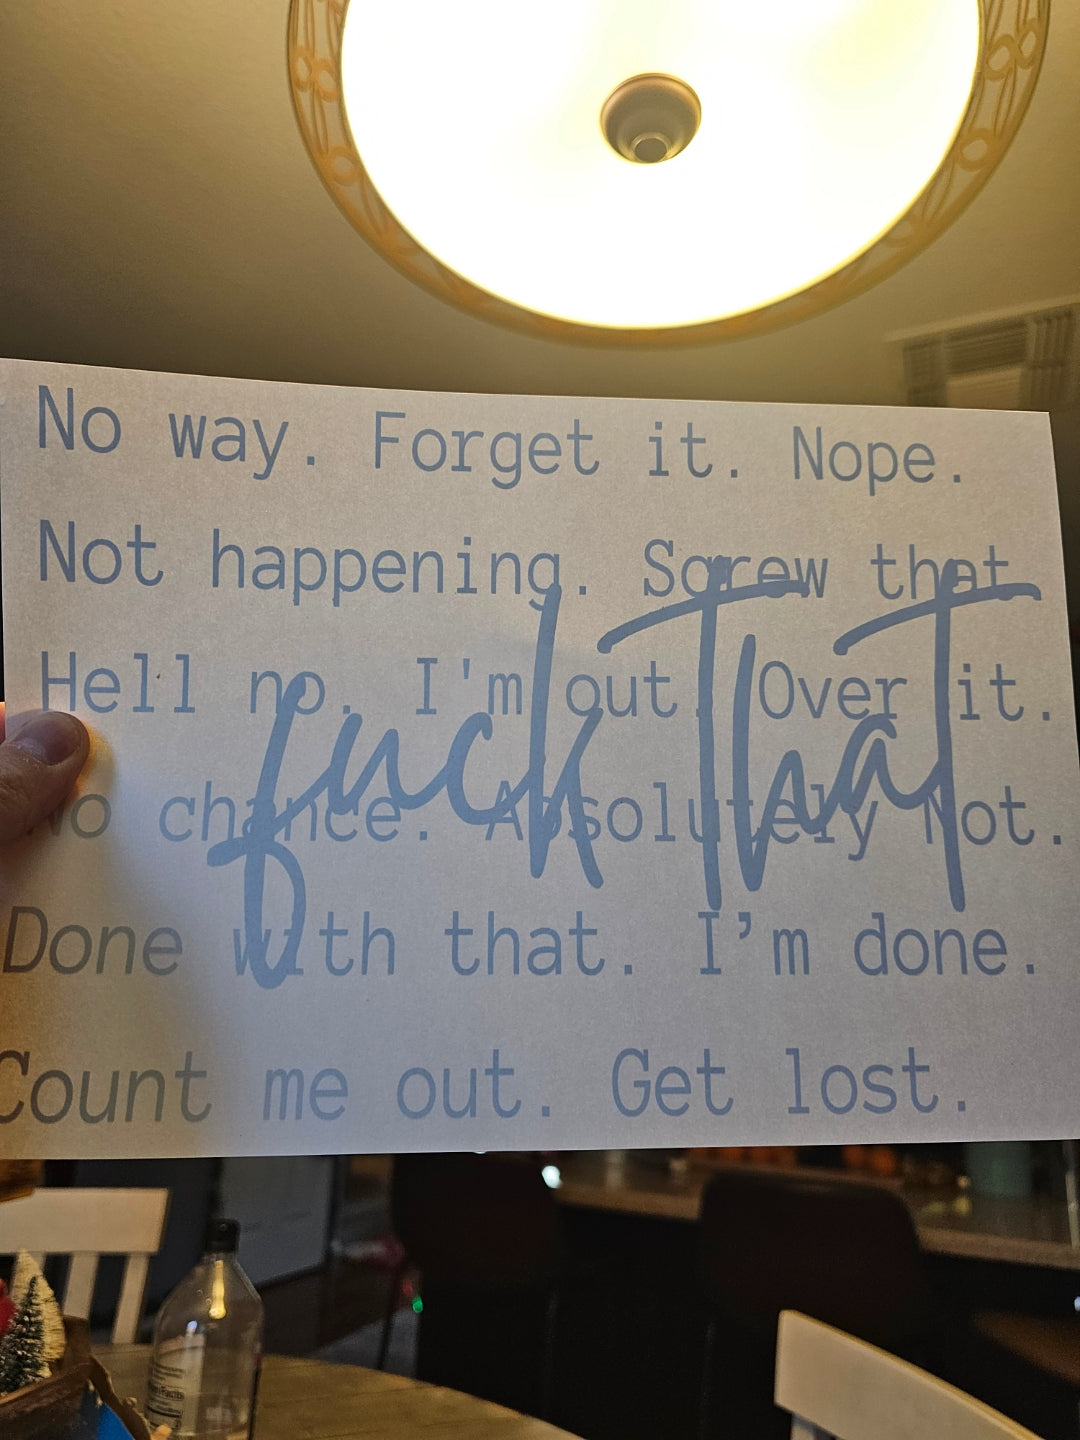 No way. Forget it. Nope.
Not happening. Screw that
Hell no. I'm out. Over it.
fuck That
No chance. Absolutely Not.
Done with that. I’m done.
Count me out. Get lost.